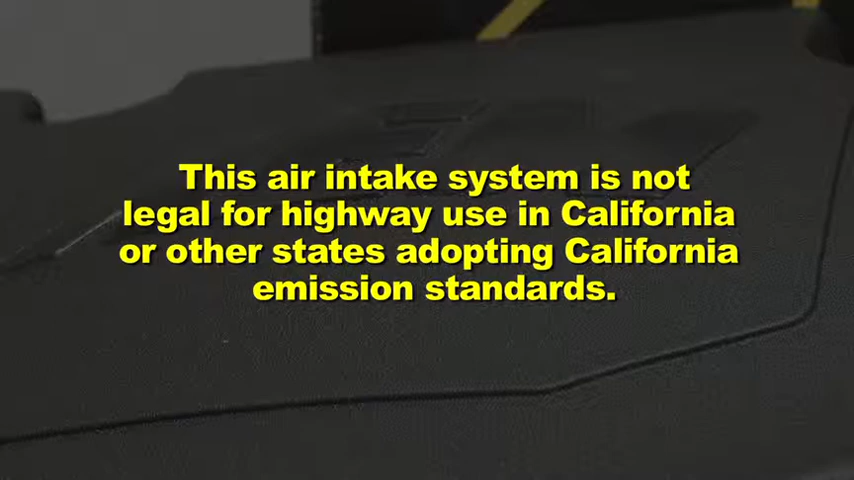 This air intake system is not
legal for highway use in California
or other states adopting California
emission standards.